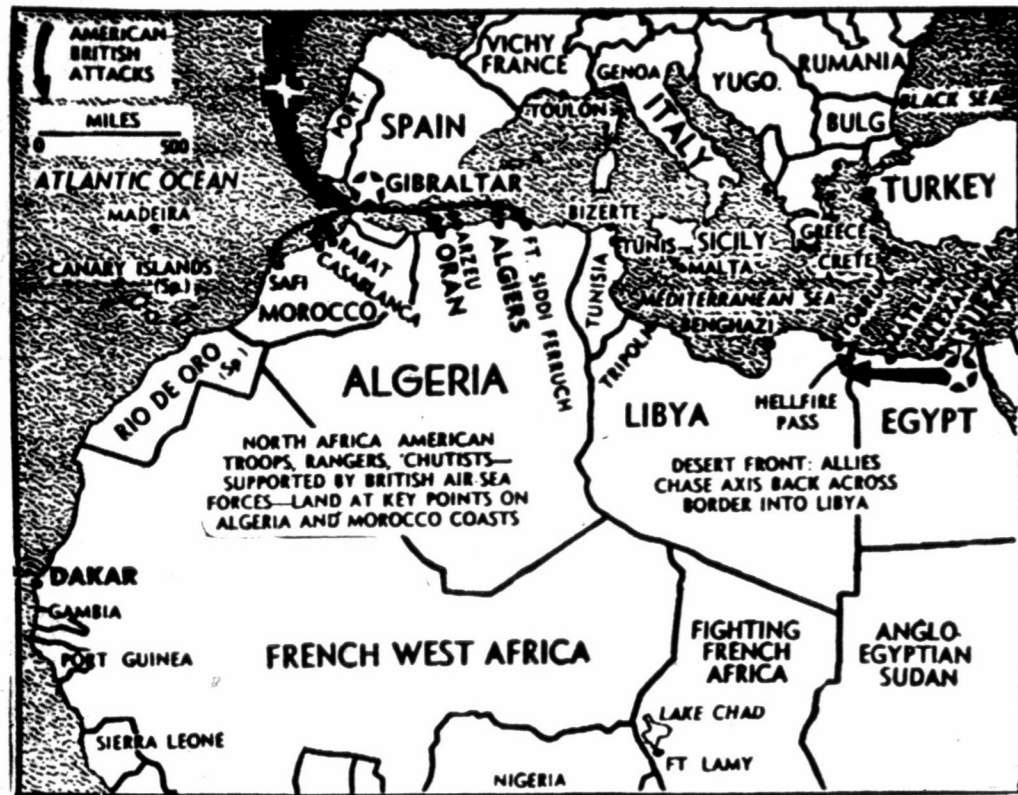 AMERICAN
BRITISH
ATTACKS
MILES
0 500
ATLANTIC OCEAN
MADEIRA
CANARY ISLANDS
(Sp.)
PORT.
SPAIN
GIBRALTAR
VICHY
FRANCE
TOULON
GENOA
ITALY
YUGO.
RUMANIA
BULG
BLACK SEA
TURKEY
GREECE
CRETE
SICILY
MALTA
MEDITERRANEAN SEA
BIZERTE
TUNIS
TUNISIA
TRIPOLI
BENGHAZI
TOBRUK
MATRUH
SUEZ
RABAT
CASABLANCA
SAFI
MOROCCO
ARZEU
ORAN
ALGIERS
FT. SIDDI FERRUCH
RIO DE ORO
(Sp.)
ALGERIA
LIBYA
HELLFIRE
PASS
EGYPT
NORTH AFRICA AMERICAN
TROOPS, RANGERS, 'CHUTISTS—
SUPPORTED BY BRITISH AIR-SEA
FORCES—LAND AT KEY POINTS ON
ALGERIA AND MOROCCO COASTS
DESERT FRONT: ALLIES
CHASE AXIS BACK ACROSS
BORDER INTO LIBYA
DAKAR
GAMBIA
PORT GUINEA
SIERRA LEONE
FRENCH WEST AFRICA
NIGERIA
FIGHTING
FRENCH
AFRICA
LAKE CHAD
FT LAMY
ANGLO-
EGYPTIAN
SUDAN